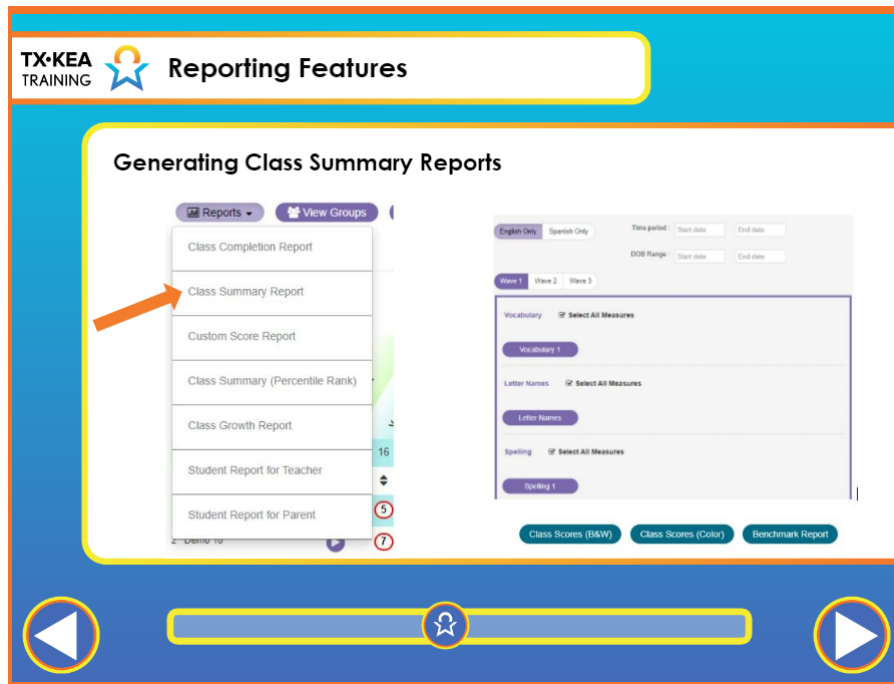 TX•KEA
TRAINING
Reporting Features
Generating Class Summary Reports
Reports
View Groups
Class Completion Report
Class Summary Report
Custom Score Report
Class Summary (Percentile Rank)
Class Growth Report
Student Report for Teacher
Student Report for Parent
16
5
2 Demo 10
7
English Only Spanish Only Time period : Start date End date
DOB Range : Start date End date
Wave 1 Wave 2 Wave 3
Vocabulary Select All Measures
Vocabulary 1
Letter Names Select All Measures
Letter Names
Spelling Select All Measures
Spelling 1
Class Scores (B&W) Class Scores (Color) Benchmark Report